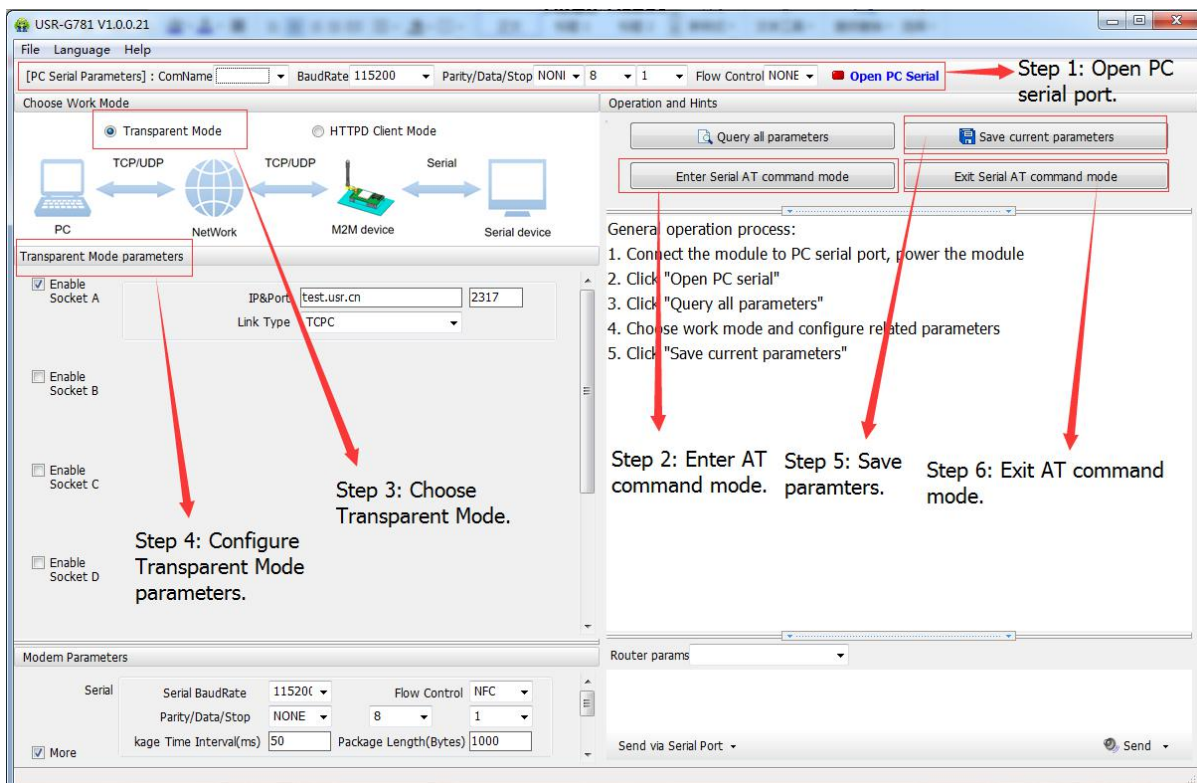 USR-G781 V1.0.0.21
File Language Help
[PC Serial Parameters] : ComName BaudRate 115200 Parity/Data/Stop NONI 8 1 Flow Control NONE Open PC Serial
Step 1: Open PC
serial port.
Choose Work Mode
Transparent Mode HTTPD Client Mode
TCP/UDP TCP/UDP Serial
PC NetWork M2M device Serial device
Operation and Hints
Query all parameters Save current parameters
Enter Serial AT command mode Exit Serial AT command mode
General operation process:
1. Connect the module to PC serial port, power the module
2. Click "Open PC serial"
3. Click "Query all parameters"
4. Choose work mode and configure related parameters
5. Click "Save current parameters"
Transparent Mode parameters
Enable
Socket A
IP&Port test.usr.cn 2317
Link Type TCPC
Enable
Socket B
Enable
Socket C
Enable
Socket D
Step 3: Choose
Transparent Mode.
Step 4: Configure
Transparent Mode
parameters.
Step 2: Enter AT
command mode.
Step 5: Save
paramters.
Step 6: Exit AT command
mode.
Modem Parameters
Serial
Serial BaudRate 11520( Flow Control NFC
Parity/Data/Stop NONE 8 1
kage Time Interval(ms) 50 Package Length(Bytes) 1000
More
Router params
Send via Serial Port Send